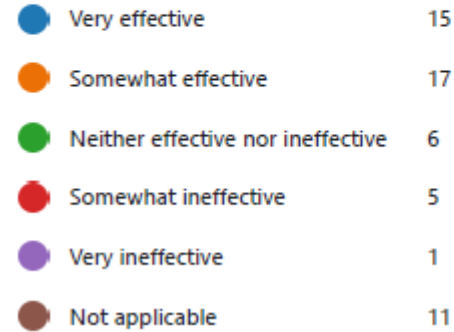 Very effective 15
Somewhat effective 17
Neither effective nor ineffective 6
Somewhat ineffective 5
Very ineffective 1
Not applicable 11